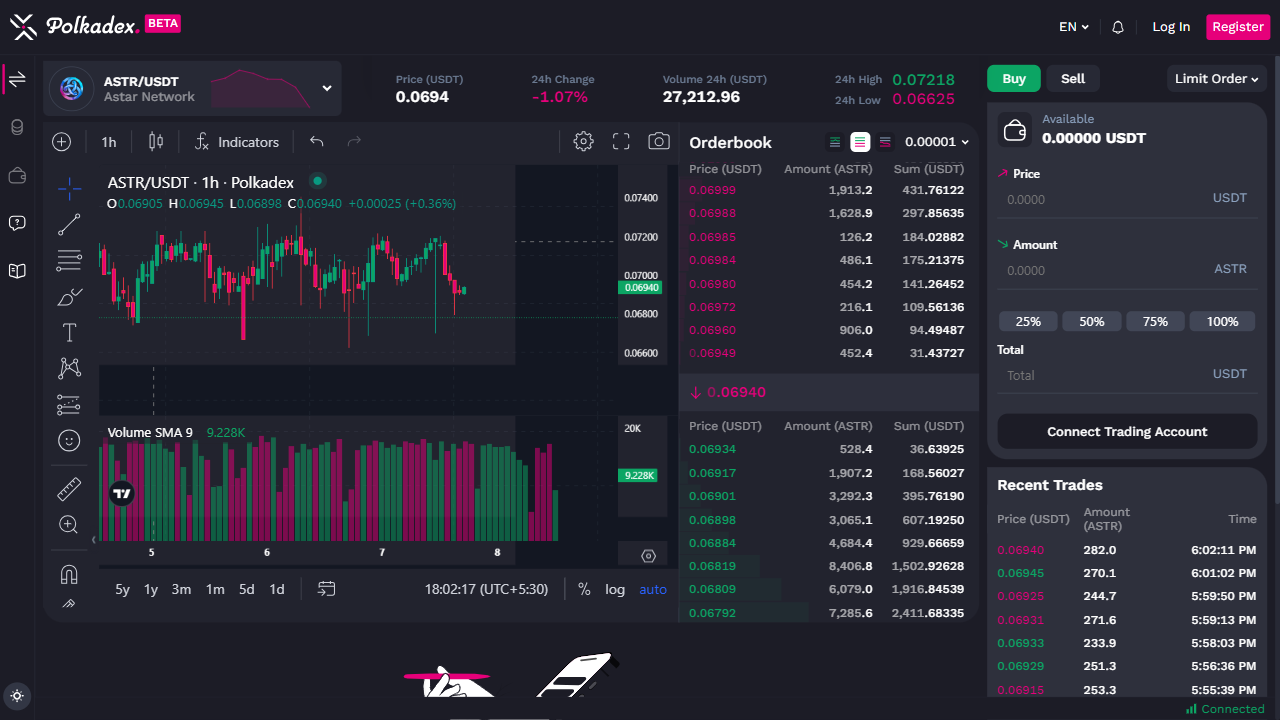 Polkadex. BETA
EN
Log In
Register
ASTR/USDT
Astar Network
Price (USDT)
0.0694
24h Change
-1.07%
Volume 24h (USDT)
27,212.96
24h High 0.07218
24h Low 0.06625
Buy
Sell
Limit Order
1h
Indicators
ASTR/USDT · 1h · Polkadex
O0.06905 H0.06945 L0.06898 C0.06940 +0.00025 (+0.36%)
0.07400
0.07200
0.07000
0.06940
0.06800
0.06600
Volume SMA 9 9.228K
20K
9.228K
5 6 7 8
5y 1y 3m 1m 5d 1d
18:02:17 (UTC+5:30)
% log auto
Orderbook
0.00001
Price (USDT) Amount (ASTR) Sum (USDT)
0.06999 1,913.2 431.76122
0.06988 1,628.9 297.85635
0.06985 126.2 184.02882
0.06984 486.1 175.21375
0.06980 454.2 141.26452
0.06972 216.1 109.56136
0.06960 906.0 94.49487
0.06949 452.4 31.43727
0.06940
Price (USDT) Amount (ASTR) Sum (USDT)
0.06934 528.4 36.63925
0.06917 1,907.2 168.56027
0.06901 3,292.3 395.76190
0.06898 3,065.1 607.19250
0.06884 4,684.4 929.66659
0.06819 8,406.8 1,502.92628
0.06809 6,079.0 1,916.84539
0.06792 7,285.6 2,411.68335
Available
0.00000 USDT
Price
0.0000 USDT
Amount
0.0000 ASTR
25% 50% 75% 100%
Total
Total USDT
Connect Trading Account
Recent Trades
Price (USDT) Amount (ASTR) Time
0.06940 282.0 6:02:11 PM
0.06945 270.1 6:01:02 PM
0.06925 244.7 5:59:50 PM
0.06931 271.6 5:59:13 PM
0.06933 233.9 5:58:03 PM
0.06929 251.3 5:56:36 PM
0.06915 253.3 5:55:39 PM
Connected